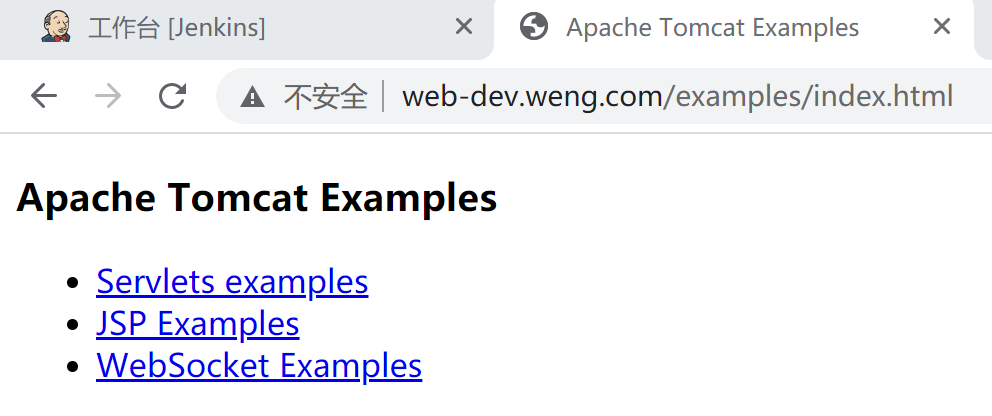 工作台 [Jenkins]
Apache Tomcat Examples
不安全
web-dev.weng.com/examples/index.html
Apache Tomcat Examples
Servlets examples
JSP Examples
WebSocket Examples